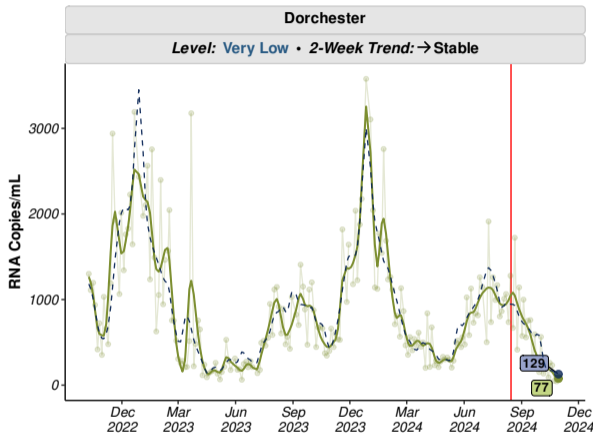 Dorchester
Level: Very Low • 2-Week Trend: → Stable
RNA Copies/mL
3000
2000
1000
0
129
77
Dec Mar Jun Sep Dec Mar Jun Sep Dec
2022 2023 2023 2023 2023 2024 2024 2024 2024